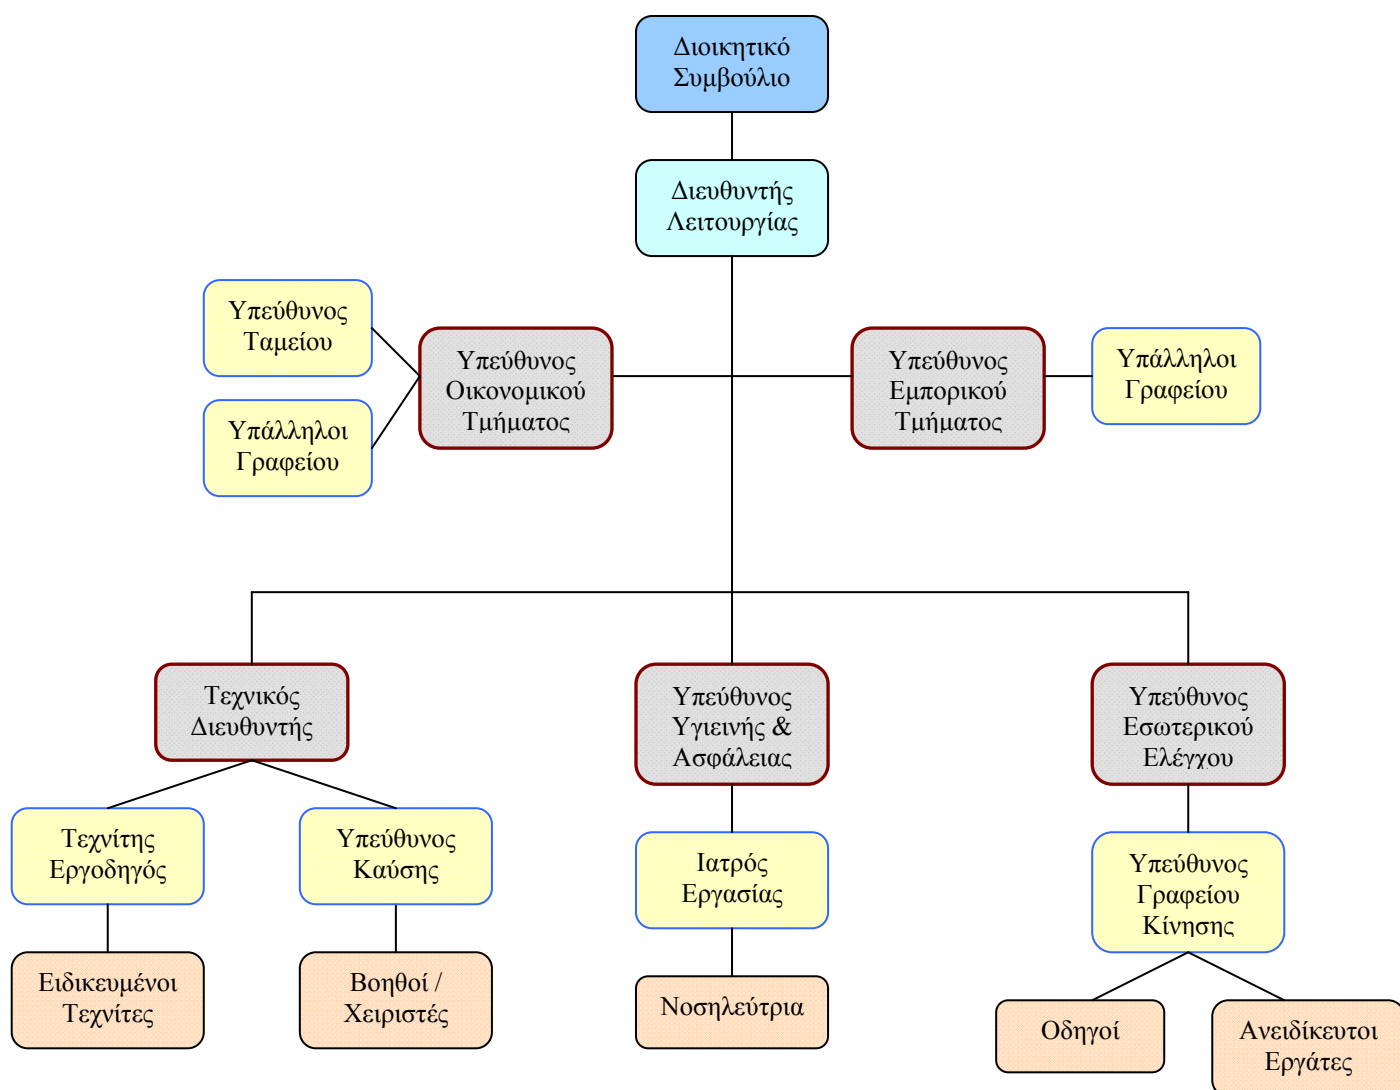 Διοικητικό
Συμβούλιο
Διευθυντής
Λειτουργίας
Υπεύθυνος
Ταμείου
Υπάλληλοι
Γραφείου
Υπεύθυνος
Οικονομικού
Τμήματος
Υπεύθυνος
Εμπορικού
Τμήματος
Υπάλληλοι
Γραφείου
Τεχνικός
Διευθυντής
Υπεύθυνος
Υγιεινής &
Ασφάλειας
Υπεύθυνος
Εσωτερικού
Ελέγχου
Τεχνίτης
Εργοδηγός
Υπεύθυνος
Καύσης
Ιατρός
Εργασίας
Υπεύθυνος
Γραφείου
Κίνησης
Ειδικευμένοι
Τεχνίτες
Βοηθοί /
Χειριστές
Νοσηλεύτρια
Οδηγοί
Ανειδίκευτοι
Εργάτες